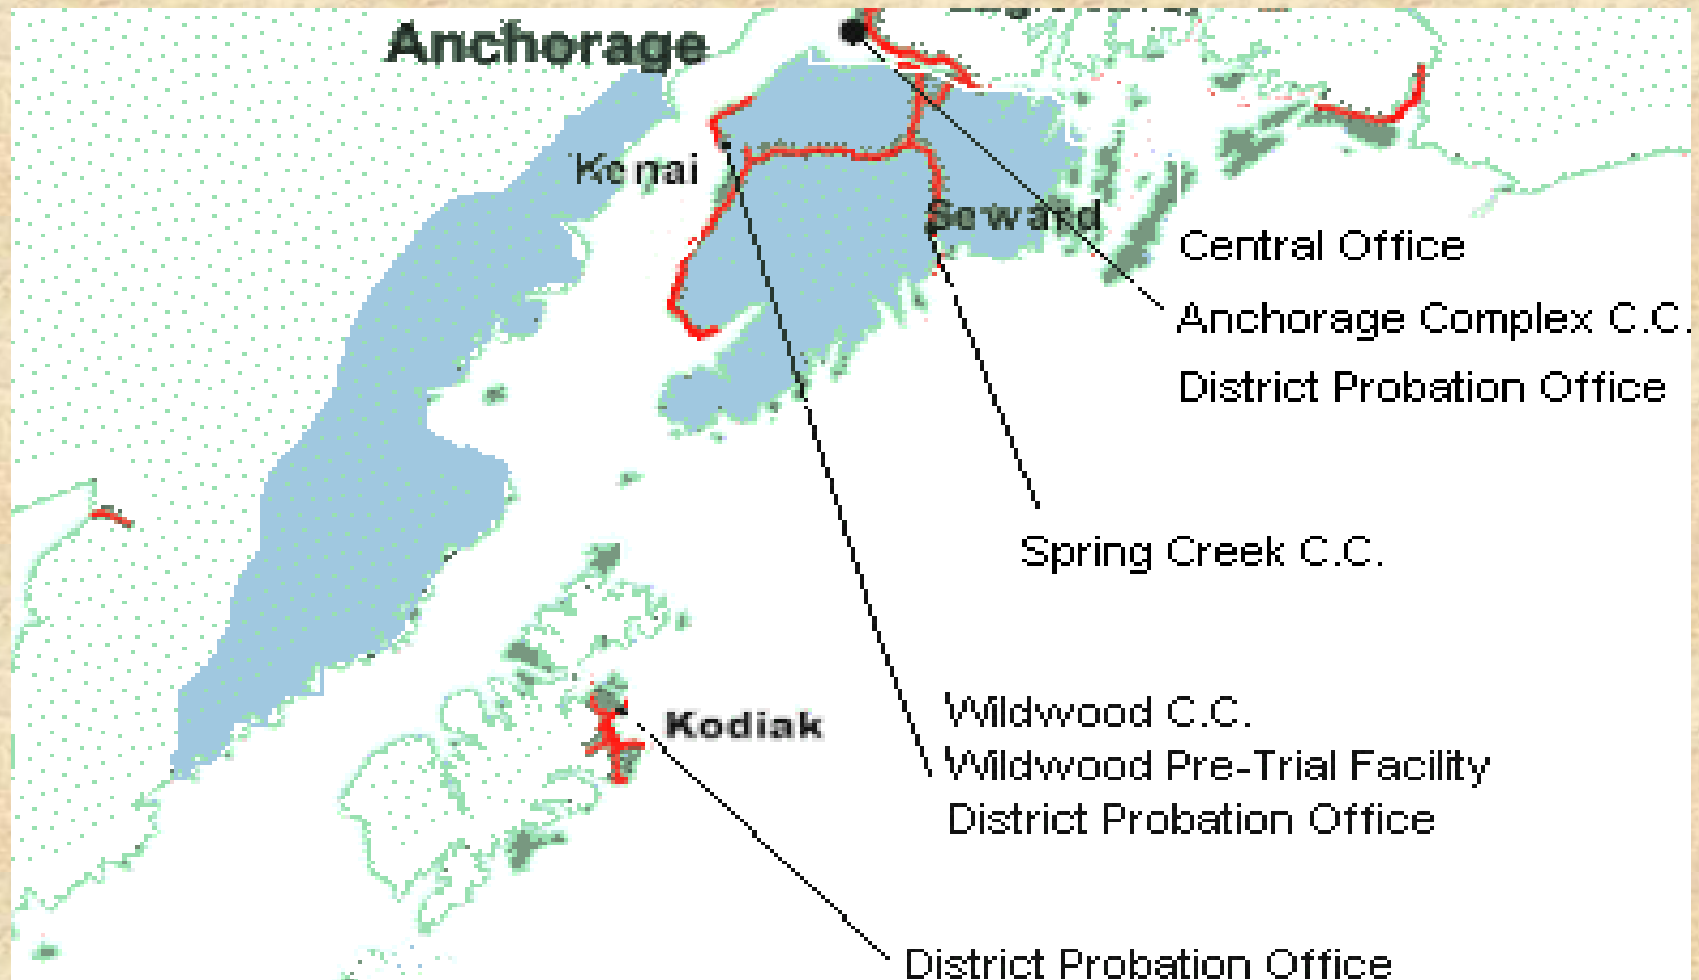 Anchorage
Kenai
Seward
Central Office
Anchorage Complex C.C.
District Probation Office
Spring Creek C.C.
Kodiak
Wildwood C.C.
Wildwood Pre-Trial Facility
District Probation Office
District Probation Office